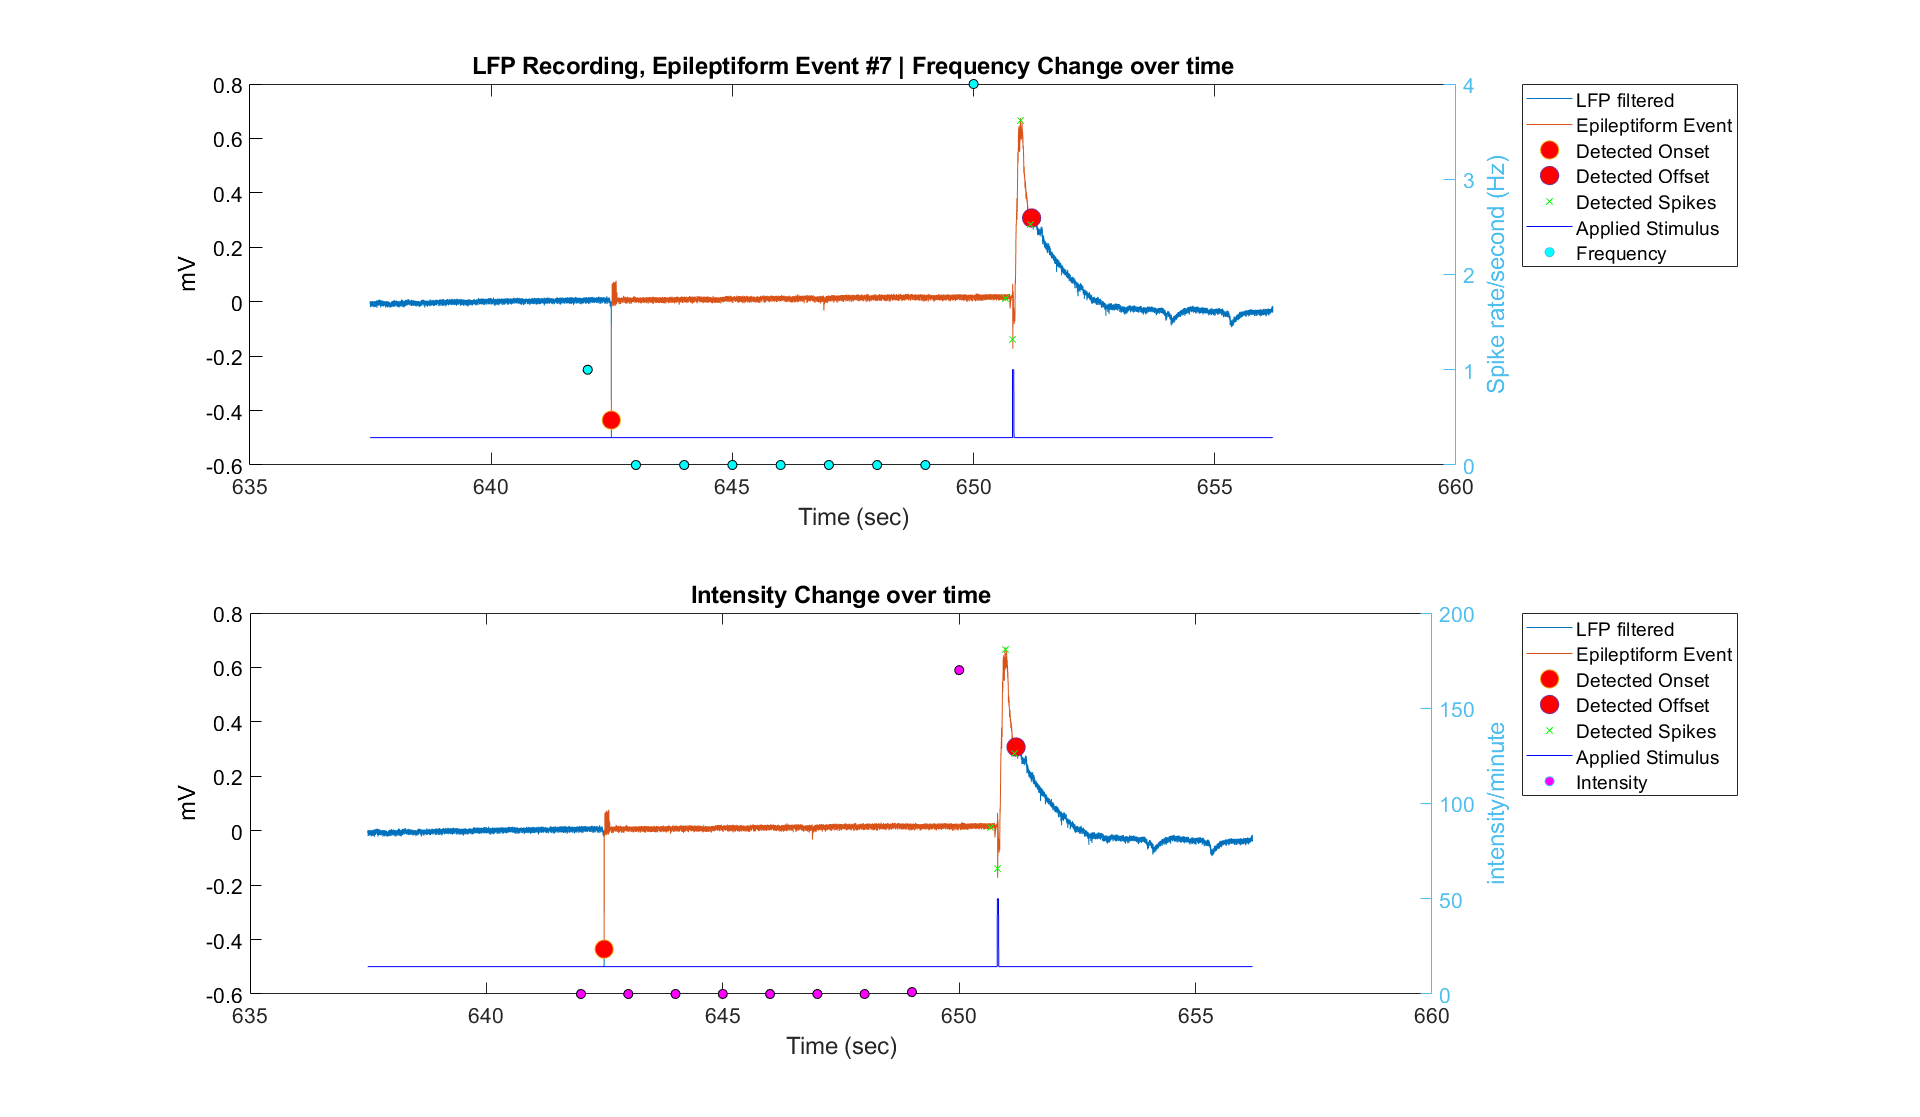 LFP Recording, Epileptiform Event #7 | Frequency Change over time
0.8
0.6
0.4
0.2
0
-0.2
-0.4
-0.6
mV
635
640
645
650
655
660
Time (sec)
4
3
2
1
0
Spike rate/second (Hz)
LFP filtered
Epileptiform Event
Detected Onset
Detected Offset
Detected Spikes
Applied Stimulus
Frequency
Intensity Change over time
0.8
0.6
0.4
0.2
0
-0.2
-0.4
-0.6
mV
635
640
645
650
655
660
Time (sec)
200
150
100
50
0
intensity/minute
LFP filtered
Epileptiform Event
Detected Onset
Detected Offset
Detected Spikes
Applied Stimulus
Intensity